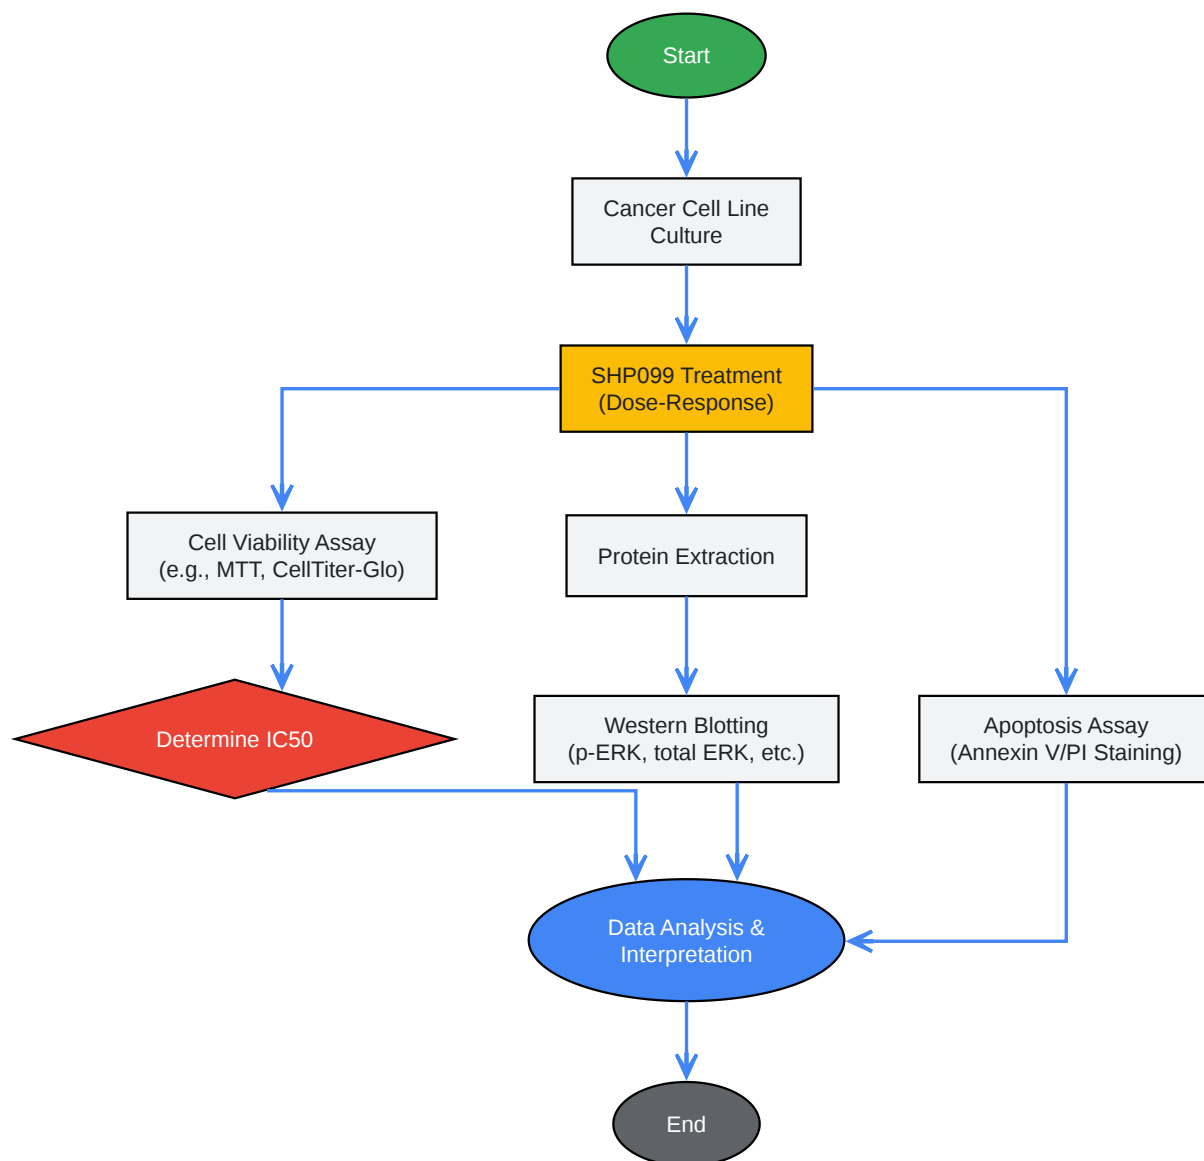 Start
Cancer Cell Line
Culture
SHP099 Treatment
(Dose-Response)
Cell Viability Assay
(e.g., MTT, CellTiter-Glo)
Protein Extraction
Determine IC50
Western Blotting
(p-ERK, total ERK, etc.)
Apoptosis Assay
(Annexin V/PI Staining)
Data Analysis &
Interpretation
End